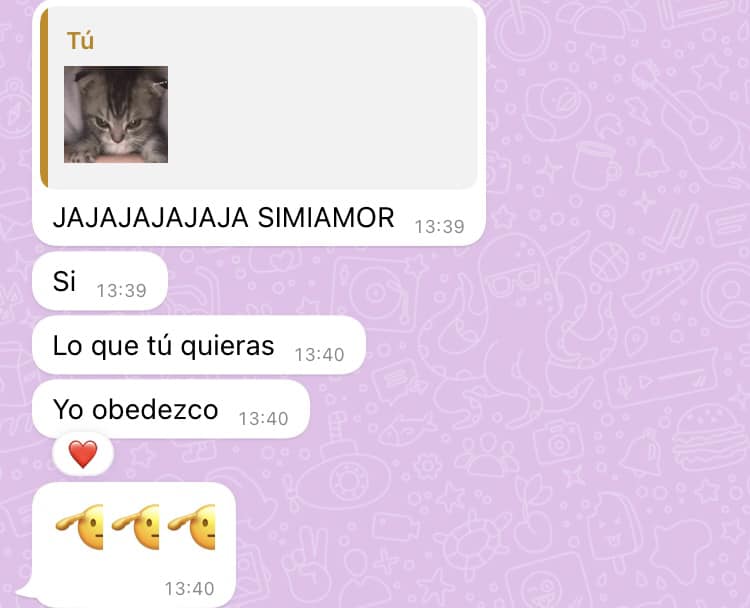 Tú
JAJAJAJAJAJA SIMIAMOR 13:39
Si 13:39
Lo que tú quieras 13:40
Yo obedezco 13:40
13:40